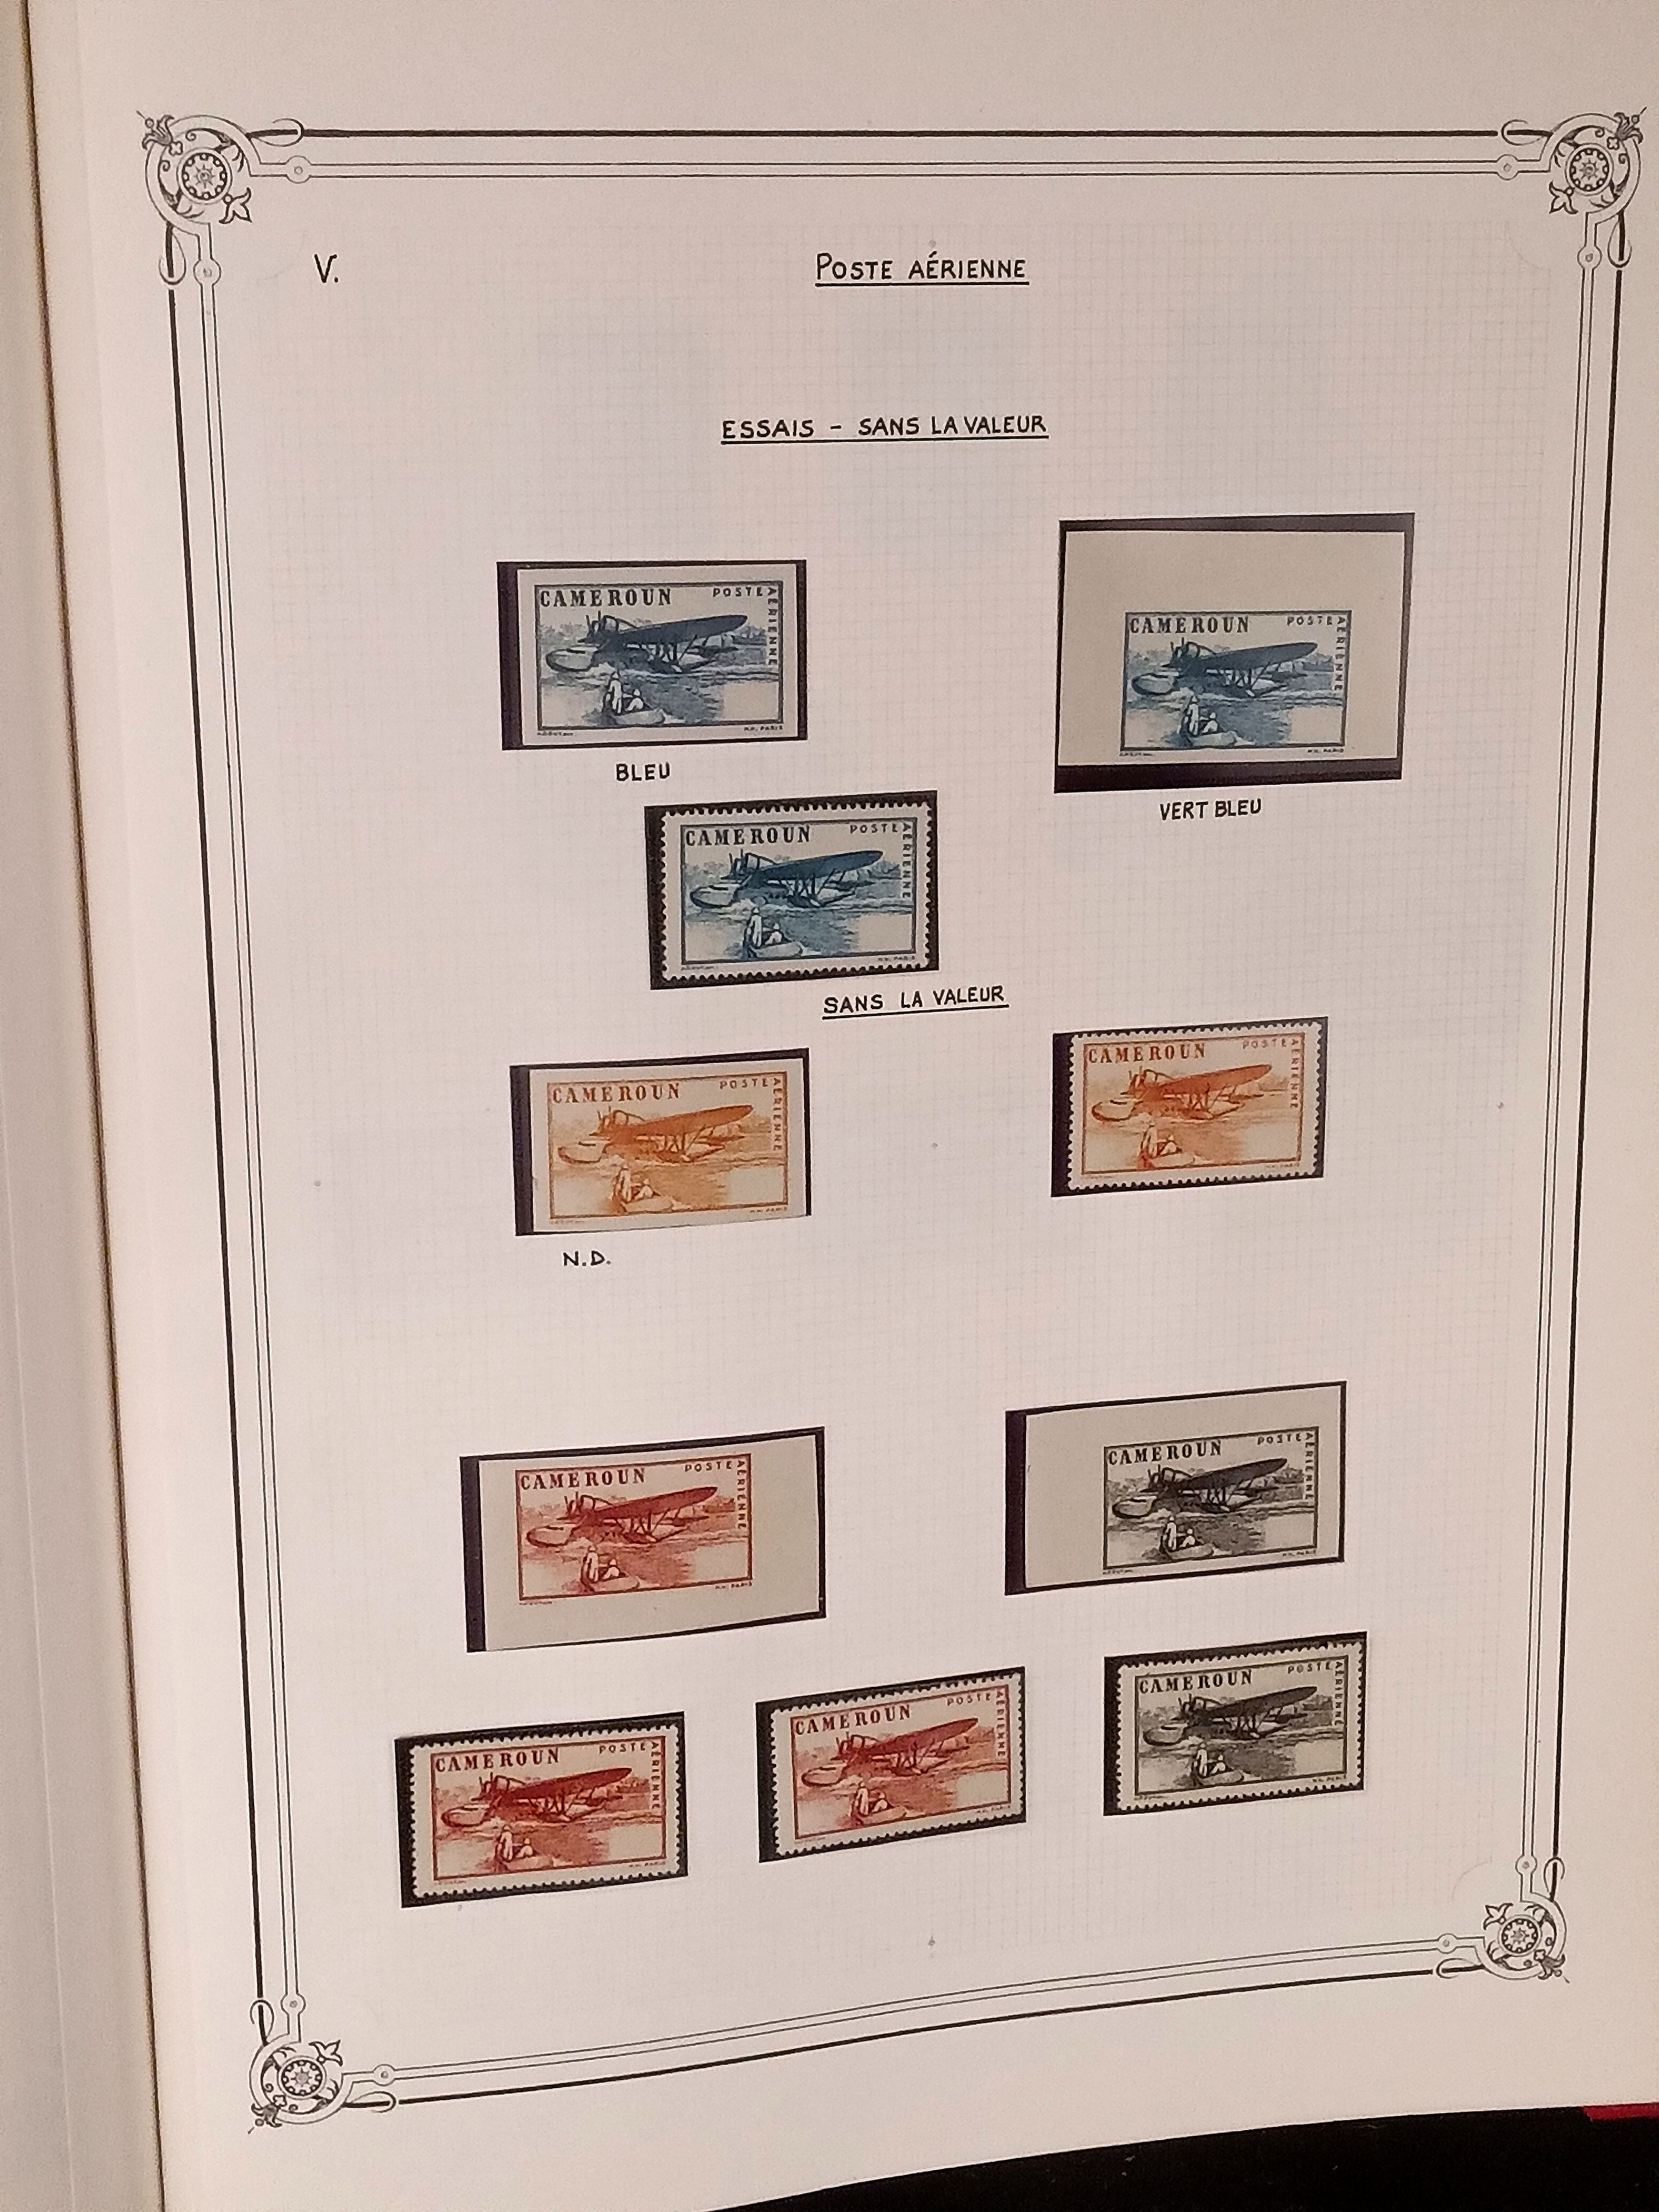 V.
POSTE AÉRIENNE
ESSAIS - SANS LA VALEUR
CAMEROUN POSTE AÉRIENNE
CAMEROUN POSTE AÉRIENNE
BLEU
VERT BLEU
CAMEROUN POSTE AÉRIENNE
SANS LA VALEUR
CAMEROUN POSTE AÉRIENNE
CAMEROUN POSTE AÉRIENNE
N.D.
CAMEROUN POSTE AÉRIENNE
CAMEROUN POSTE AÉRIENNE
CAMEROUN POSTE AÉRIENNE
CAMEROUN POSTE AÉRIENNE
CAMEROUN POSTE AÉRIENNE